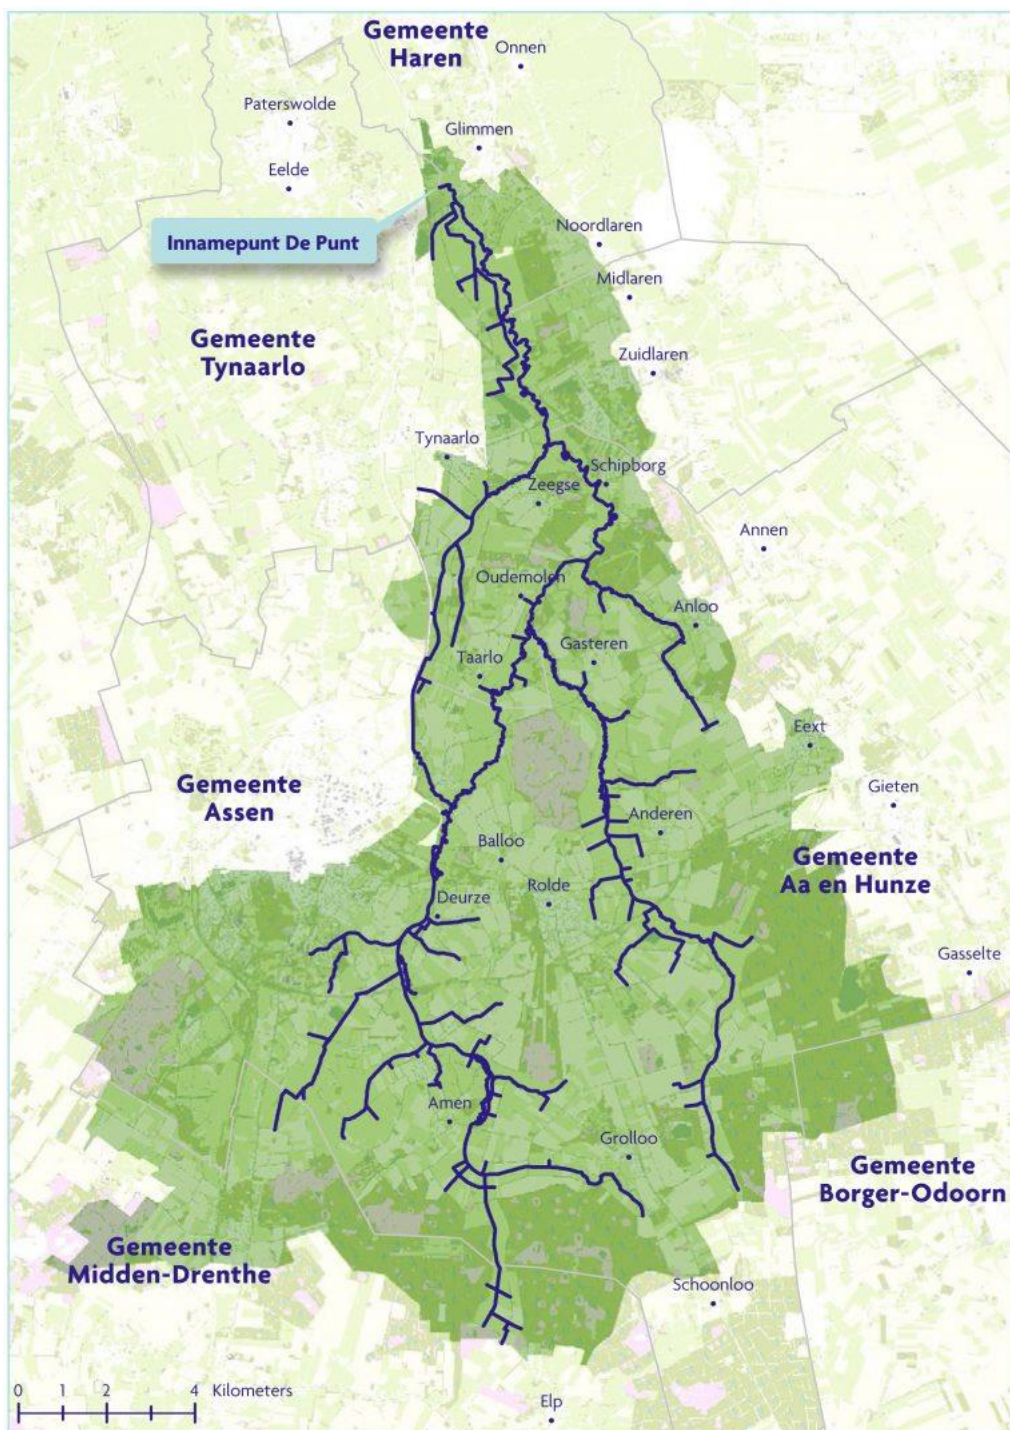 Gemeente
Haren
Onnen
Paterswolde
Glimmen
Eelde
Innamepunt De Punt
Noordlaren
Midlaren
Gemeente
Tynaarlo
Zuidlaren
Tynaarlo
Schipborg
Zeegse
Annen
Oudemolen
Anloo
Gasteren
Taarlo
Eext
Gemeente
Assen
Gieten
Anderen
Balloo
Gemeente
Aa en Hunze
Rolde
Deurze
Gasselte
Amen
Grolloo
Gemeente
Borger-Odoorn
Gemeente
Midden-Drenthe
Schoonloo
0 1 2 4 Kilometers
Elp